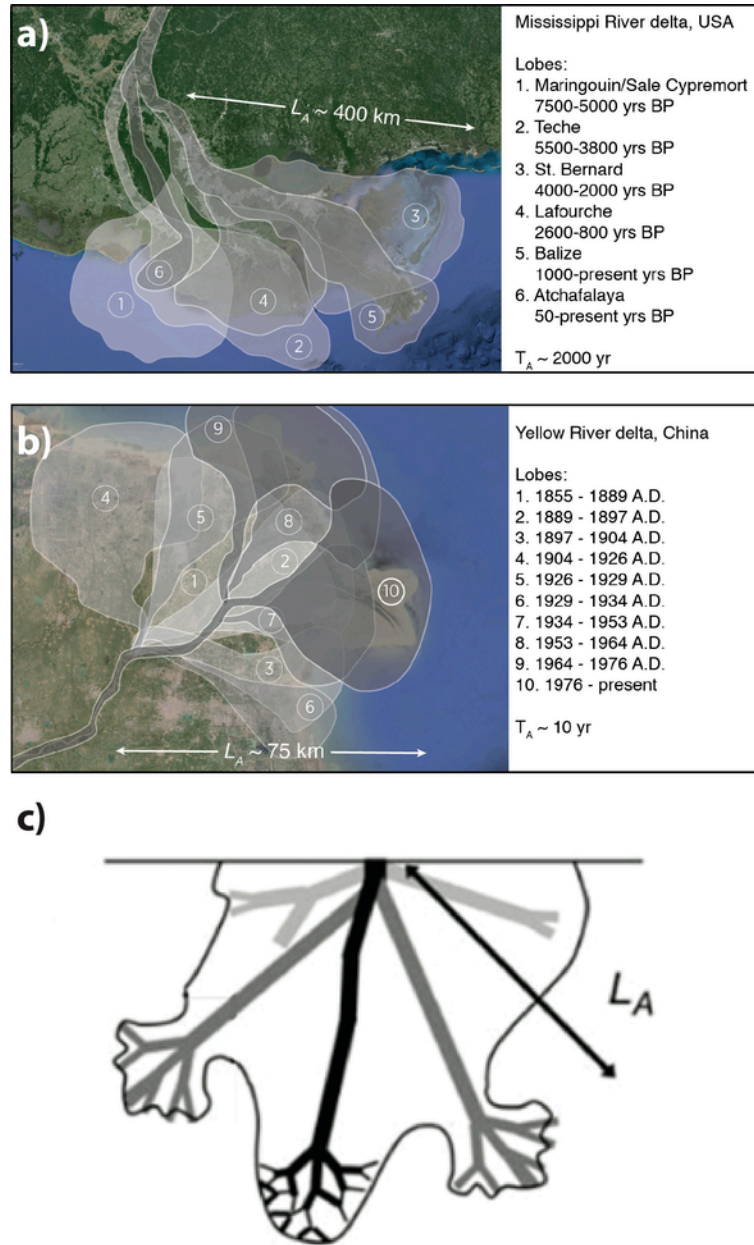 a)
L_A ~ 400 km
1
2
3
4
5
6
Mississippi River delta, USA
Lobes:
1. Maringouin/Sale Cypremort
7500-5000 yrs BP
2. Teche
5500-3800 yrs BP
3. St. Bernard
4000-2000 yrs BP
4. Lafourche
2600-800 yrs BP
5. Balize
1000-present yrs BP
6. Atchafalaya
50-present yrs BP
T_A ~ 2000 yr
b)
9
4
5
8
1
2
10
7
3
6
L_A ~ 75 km
Yellow River delta, China
Lobes:
1. 1855 - 1889 A.D.
2. 1889 - 1897 A.D.
3. 1897 - 1904 A.D.
4. 1904 - 1926 A.D.
5. 1926 - 1929 A.D.
6. 1929 - 1934 A.D.
7. 1934 - 1953 A.D.
8. 1953 - 1964 A.D.
9. 1964 - 1976 A.D.
10. 1976 - present
T_A ~ 10 yr
c)
L_A